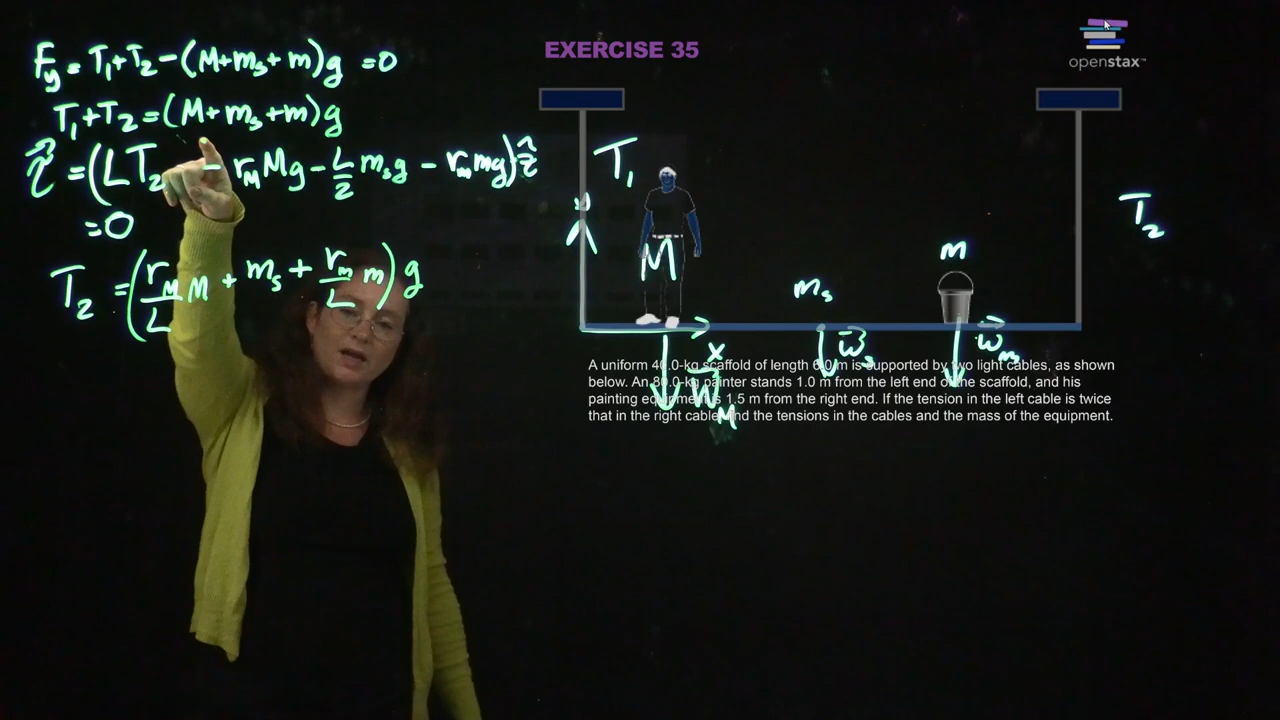 F_y = T_1 + T_2 - (M + m_s + m)g = 0
T_1 + T_2 = (M + m_s + m)g
τ⃗ = (L T_2 - r_M Mg - L/2 m_s g - r_m mg) ẑ
= 0
T_2 = (r_M/L M + m_s + r_m/L m) g
EXERCISE 35
openstax™
T_1
T_2
M
m_s
m
x
W⃗_M
w⃗_s
w⃗_m
A uniform 40.0-kg scaffold of length 6.0 m is supported by two light cables, as shown
below. An 80.0-kg painter stands 1.0 m from the left end of the scaffold, and his
painting equipment is 1.5 m from the right end. If the tension in the left cable is twice
that in the right cable, find the tensions in the cables and the mass of the equipment.